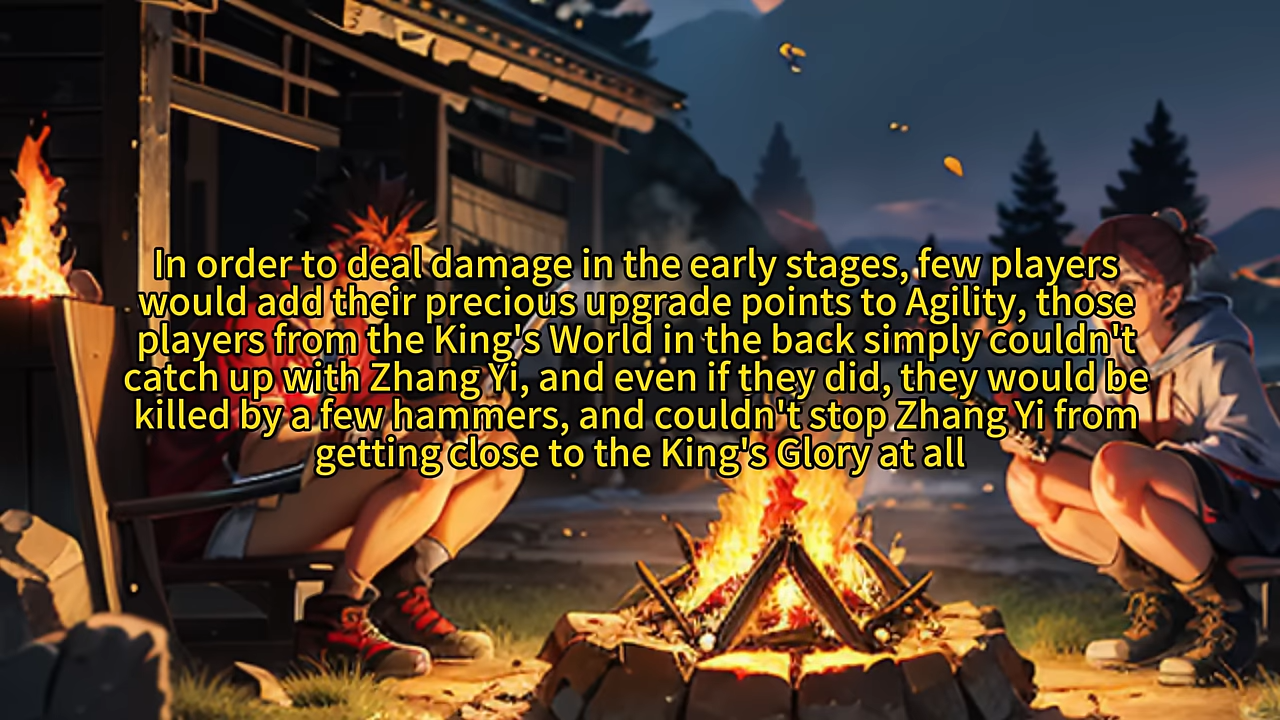 In order to deal damage in the early stages, few players
would add their precious upgrade points to Agility, those
players from the King's World in the back simply couldn't
catch up with Zhang Yi, and even if they did, they would be
killed by a few hammers, and couldn't stop Zhang Yi from
getting close to the King's Glory at all